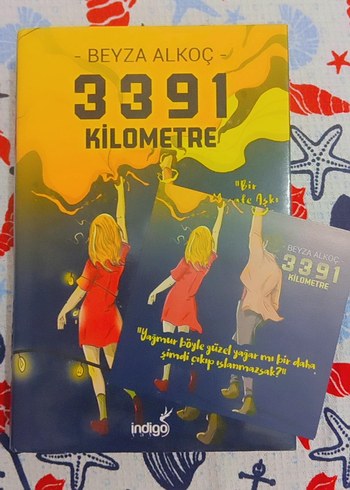 - BEYZA ALKOÇ -
3391
KİLOMETRE
#Bir
Aşkı
- BEYZA ALKOÇ -
3391
KİLOMETRE
"Yağmur böyle güzel yağar mı bir daha,
şimdi çıkıp ıslanmazsak?"
indigo